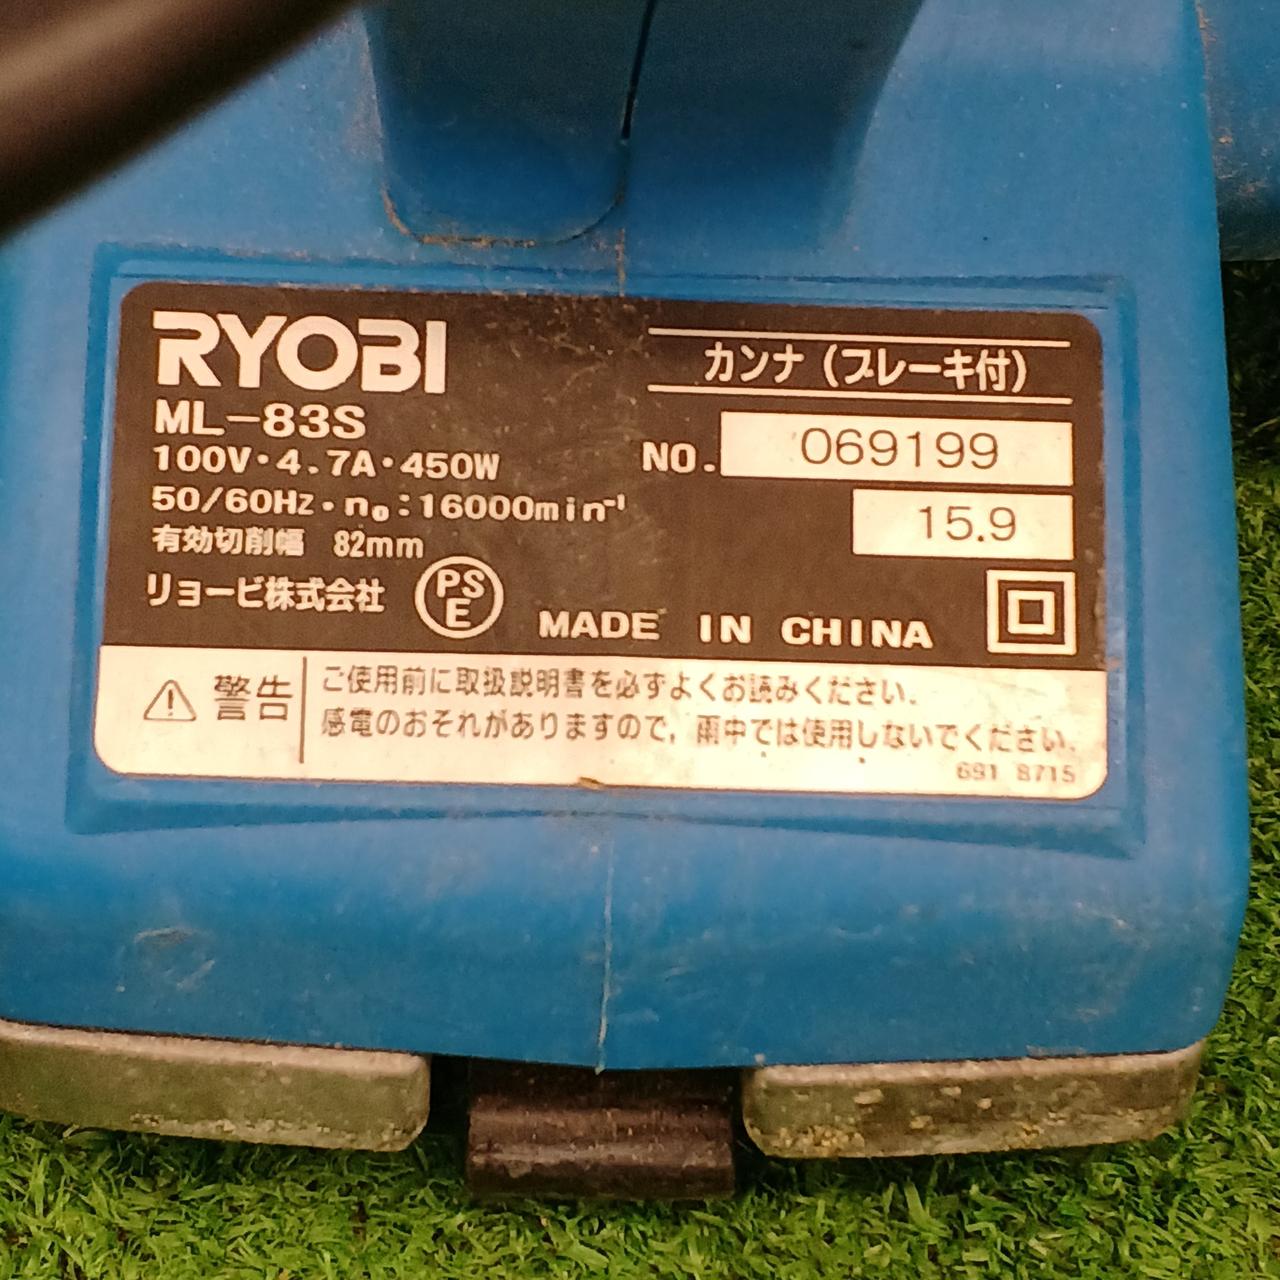 RYOBI
ML-83S
100V・4.7A・450W
50/60Hz・n₀:16000min⁻¹
有効切削幅 82mm
リョービ株式会社
PS
E
カンナ(ブレーキ付)
NO. 069199
15.9
MADE IN CHINA
警告
ご使用前に取扱説明書を必ずよくお読みください.
感電のおそれがありますので,雨中では使用しないでください.
691 8715